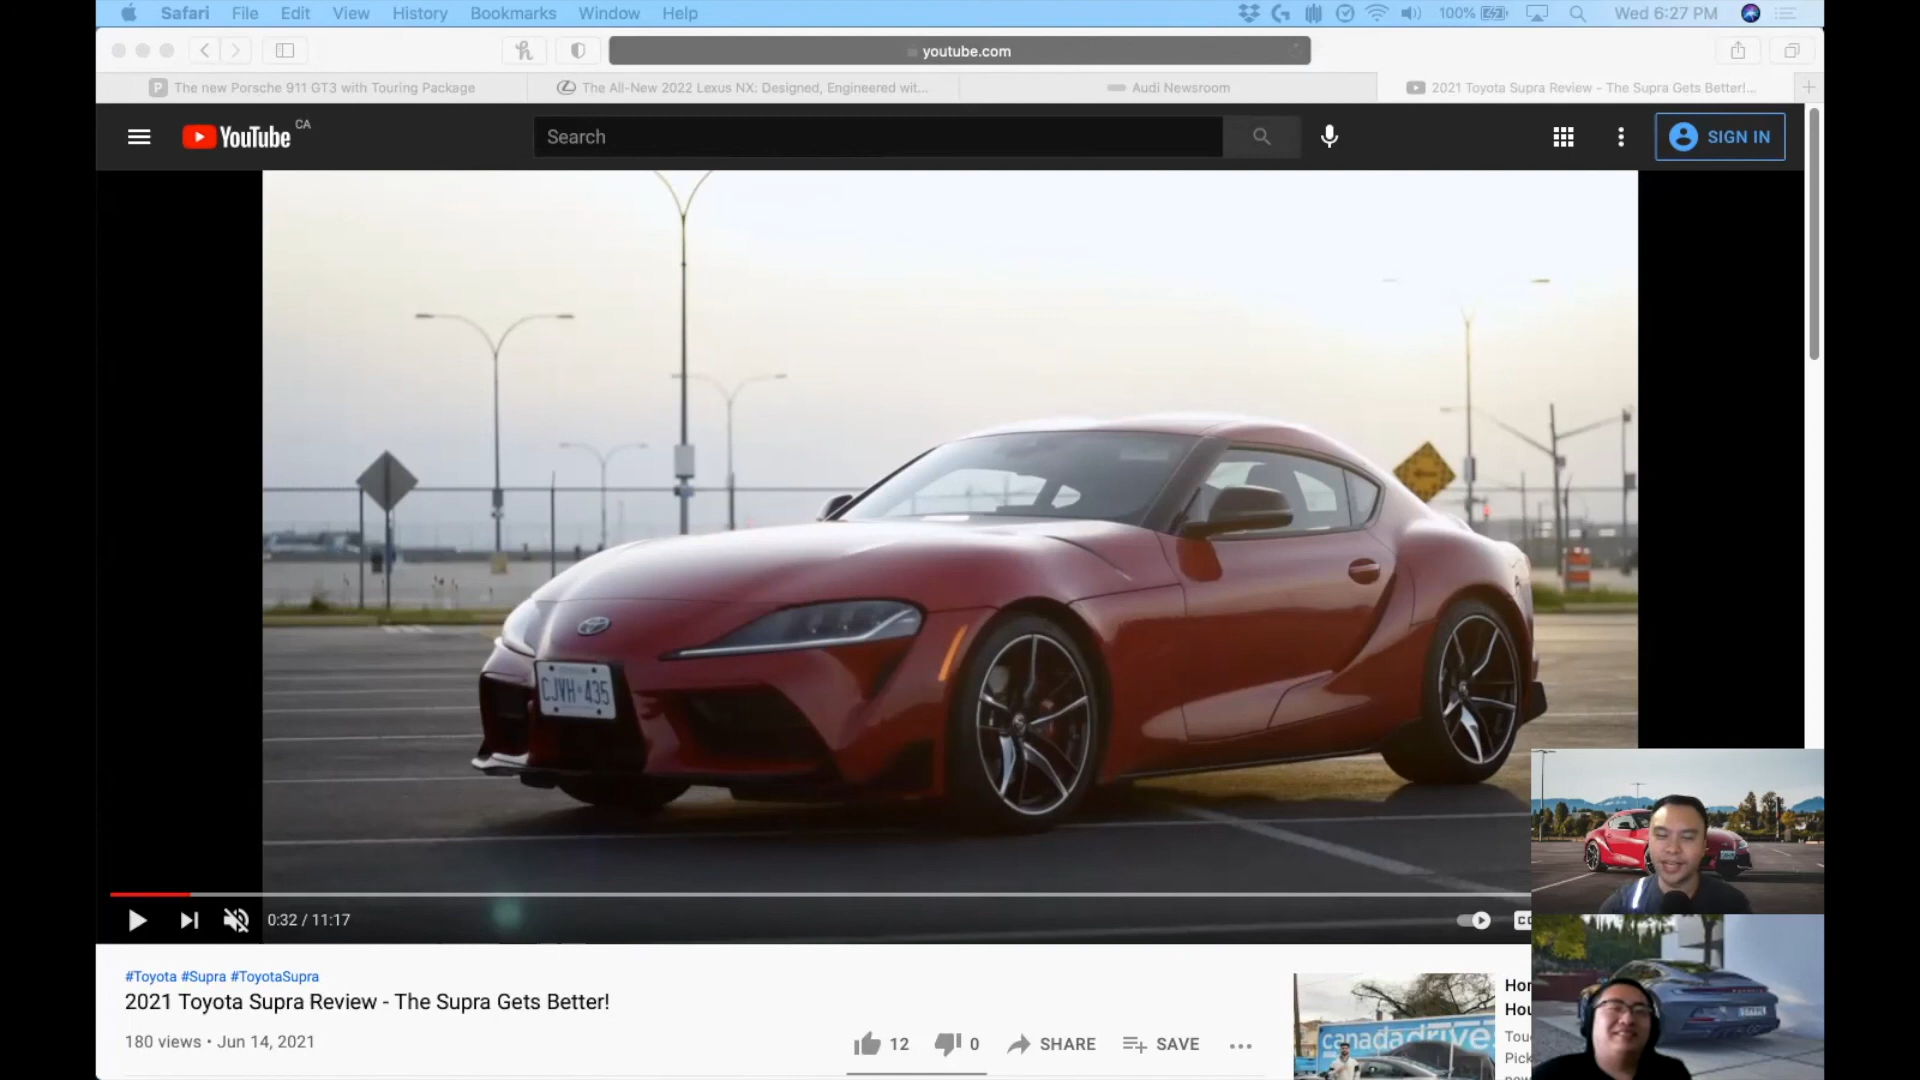 Safari File Edit View History Bookmarks Window Help 100% Wed 6:27 PM
youtube.com
The new Porsche 911 GT3 with Touring Package The All-New 2022 Lexus NX: Designed, Engineered wit... Audi Newsroom 2021 Toyota Supra Review - The Supra Gets Better!...
YouTube CA Search SIGN IN
CJVH·435
0:32 / 11:17
#Toyota #Supra #ToyotaSupra
2021 Toyota Supra Review - The Supra Gets Better!
180 views • Jun 14, 2021
12 0 SHARE SAVE
canadadrives